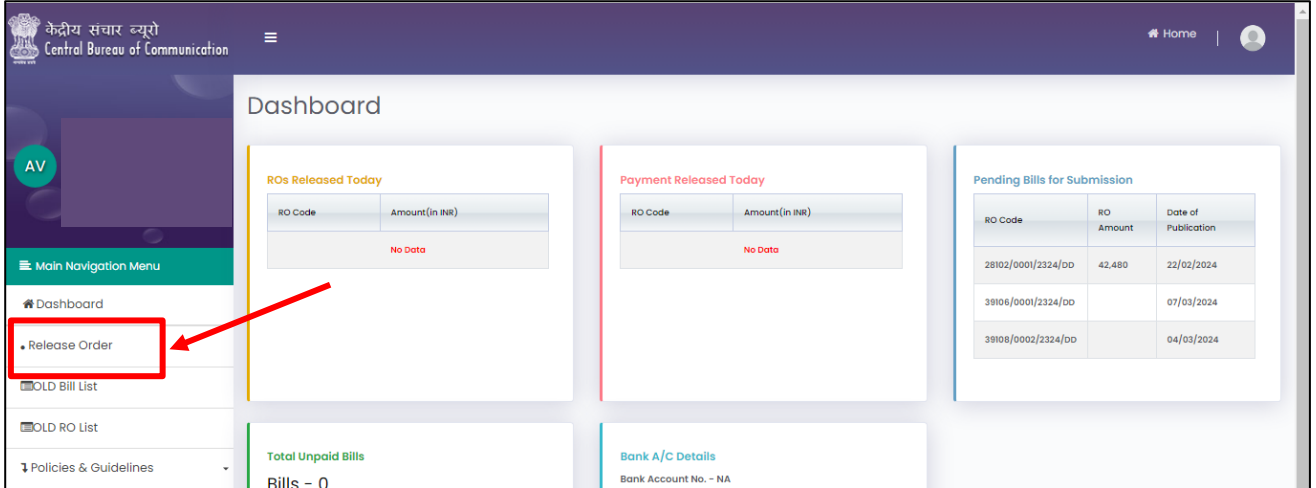 केंद्रीय संचार ब्यूरो
Central Bureau of Communication
Home |
AV
Main Navigation Menu
Dashboard
Release Order
OLD Bill List
OLD RO List
Policies & Guidelines
Dashboard
ROs Released Today
RO Code Amount(in INR)
No Data
Payment Released Today
RO Code Amount(in INR)
No Data
Pending Bills for Submission
RO Code RO Amount Date of Publication
28102/0001/2324/DD 42,480 22/02/2024
39106/0001/2324/DD 07/03/2024
39108/0002/2324/DD 04/03/2024
Total Unpaid Bills
Bills - 0
Bank A/C Details
Bank Account No. - NA